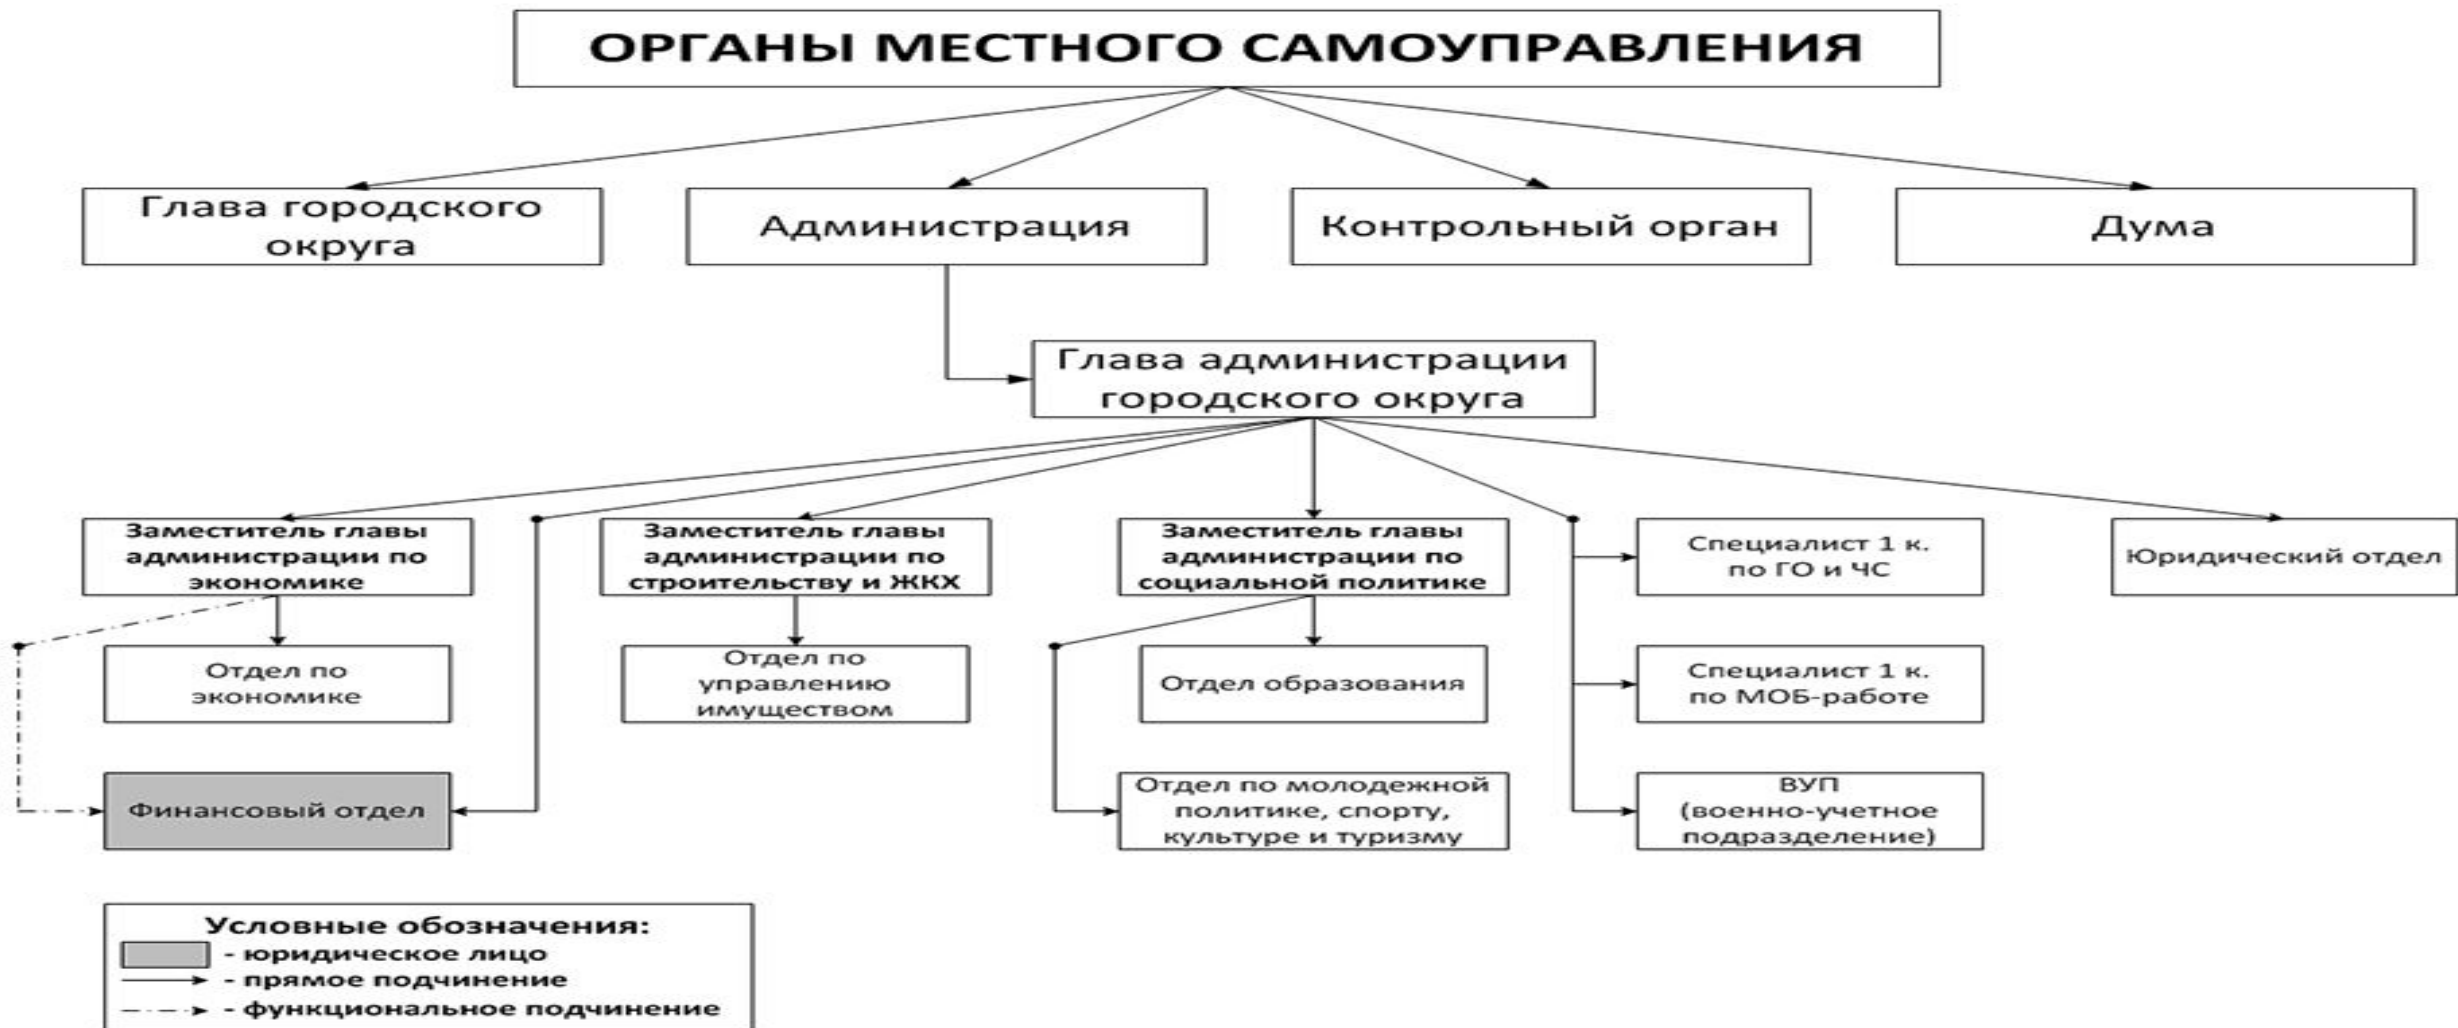 ОРГАНЫ МЕСТНОГО САМОУПРАВЛЕНИЯ
Глава городского
округа
Администрация
Контрольный орган
Дума
Глава администрации
городского округа
Заместитель главы
администрации по
экономике
Заместитель главы
администрации по
строительству и ЖКХ
Заместитель главы
администрации по
социальной политике
Специалист 1 к.
по ГО и ЧС
Юридический отдел
Отдел по
экономике
Отдел по
управлению
имуществом
Отдел образования
Специалист 1 к.
по МОБ-работе
Финансовый отдел
Отдел по молодежной
политике, спорту,
культуре и туризму
ВУП
(военно-учетное
подразделение)
Условные обозначения:
- юридическое лицо
- прямое подчинение
- функциональное подчинение